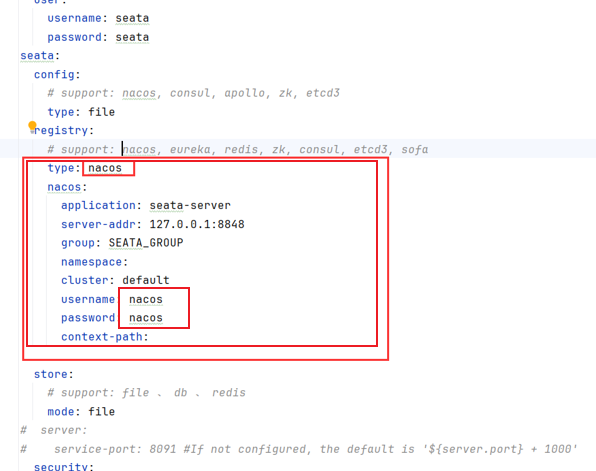 user:
username: seata
password: seata
seata:
config:
# support: nacos, consul, apollo, zk, etcd3
type: file
registry:
# support: nacos, eureka, redis, zk, consul, etcd3, sofa
type: nacos
nacos:
application: seata-server
server-addr: 127.0.0.1:8848
group: SEATA_GROUP
namespace:
cluster: default
username nacos
password nacos
context-path:
store:
# support: file 、 db 、 redis
mode: file
# server:
# service-port: 8091 #If not configured, the default is '${server.port} + 1000'
security: